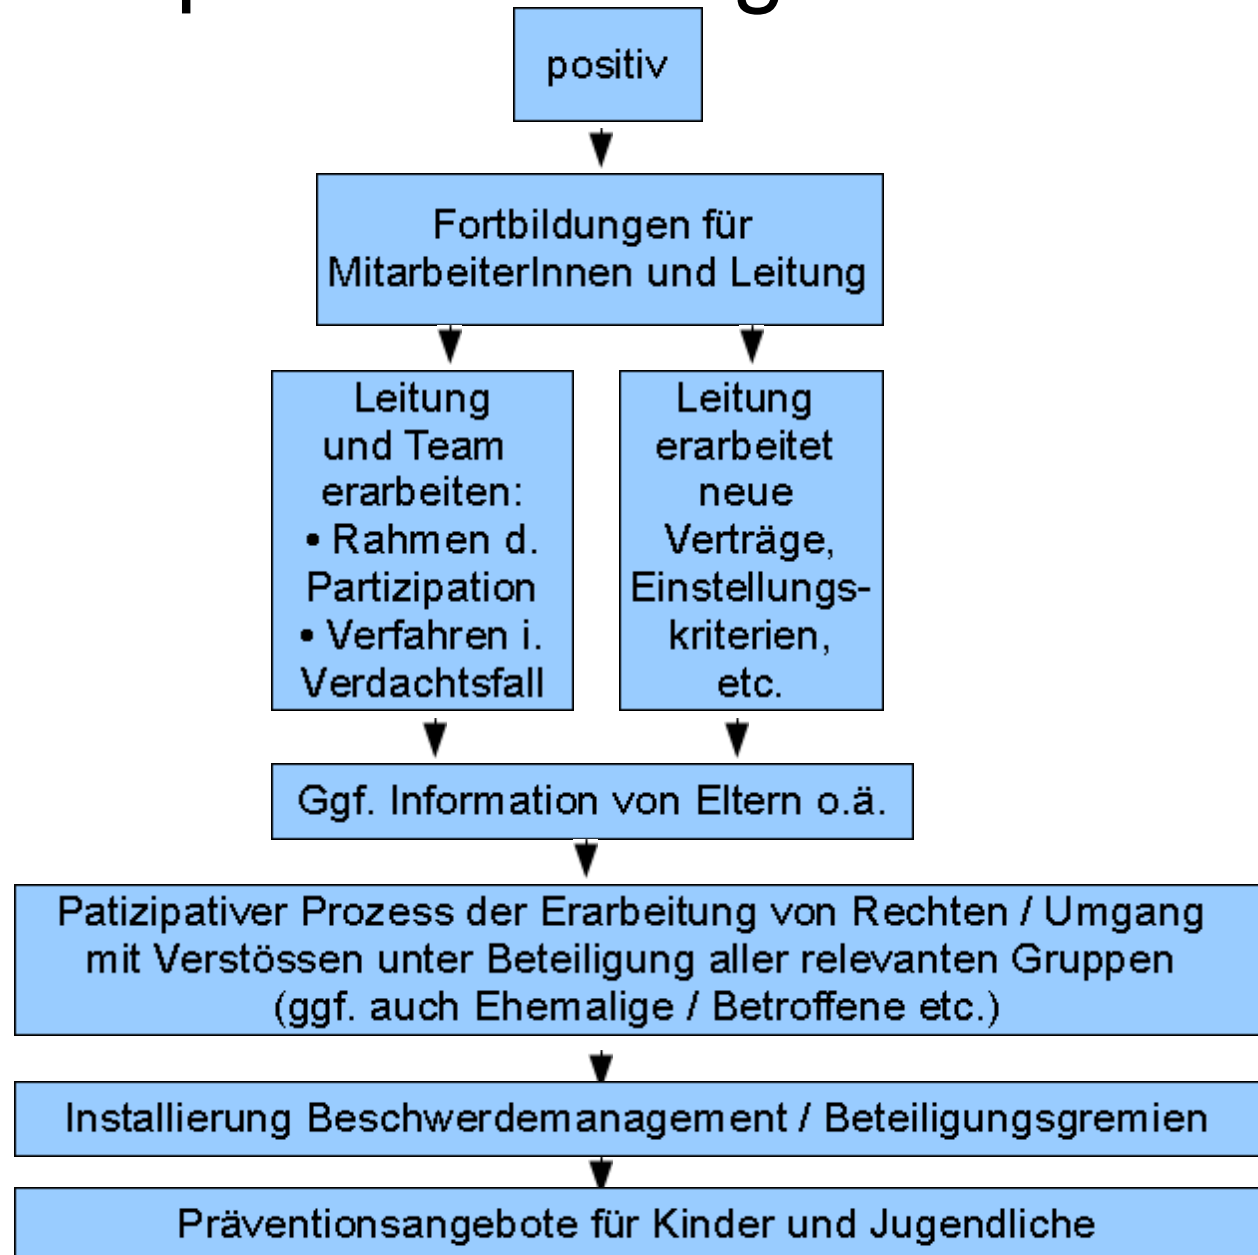 positiv
Fortbildungen für
MitarbeiterInnen und Leitung
Leitung
und Team
erarbeiten:
• Rahmen d.
Partizipation
• Verfahren i.
Verdachtsfall
Leitung
erarbeitet
neue
Verträge,
Einstellungs-
kriterien,
etc.
Ggf. Information von Eltern o.ä.
Patizipativer Prozess der Erarbeitung von Rechten / Umgang
mit Verstössen unter Beteiligung aller relevanten Gruppen
(ggf. auch Ehemalige / Betroffene etc.)
Installierung Beschwerdemanagement / Beteiligungsgremien
Präventionsangebote für Kinder und Jugendliche